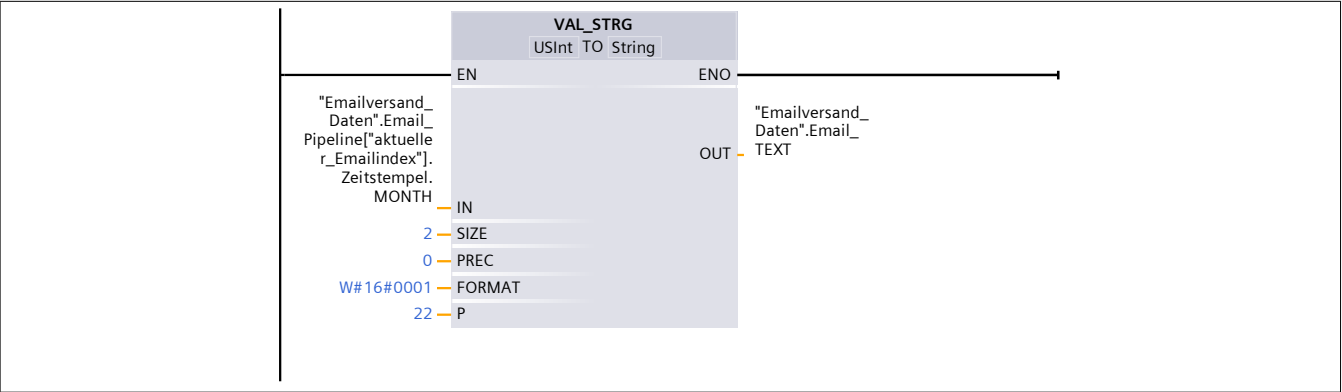 VAL_STRG
USInt TO String
EN ENO
"Emailversand_
Daten".Email_
Pipeline["aktuelle
r_Emailindex"].
Zeitstempel.
MONTH
IN
"Emailversand_
Daten".Email_
TEXT
OUT
2 SIZE
0 PREC
W#16#0001 FORMAT
22 P